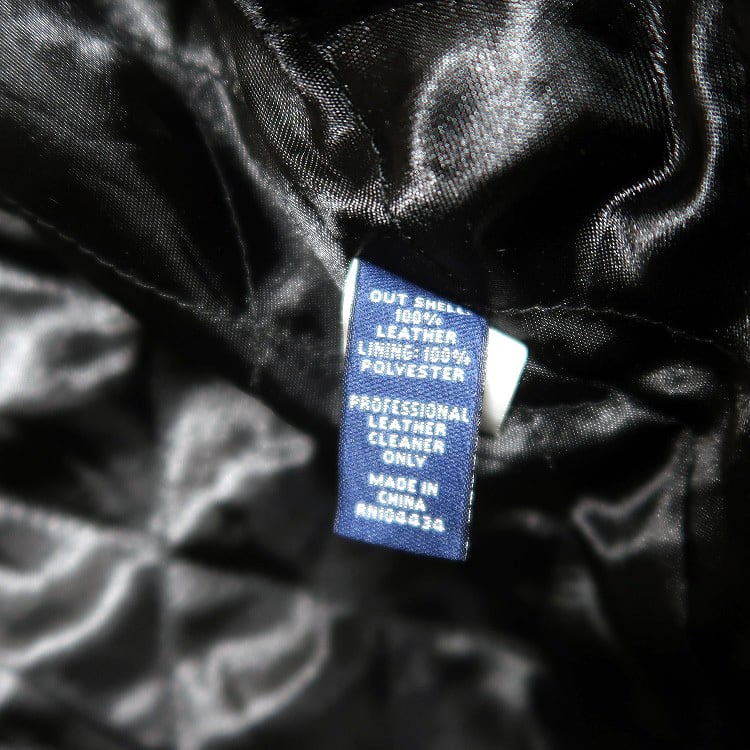 OUT SHELL:
100%
LEATHER
LINING: 100%
POLYESTER
PROFESSIONAL
LEATHER
CLEANER
ONLY
MADE IN
CHINA
RN104434